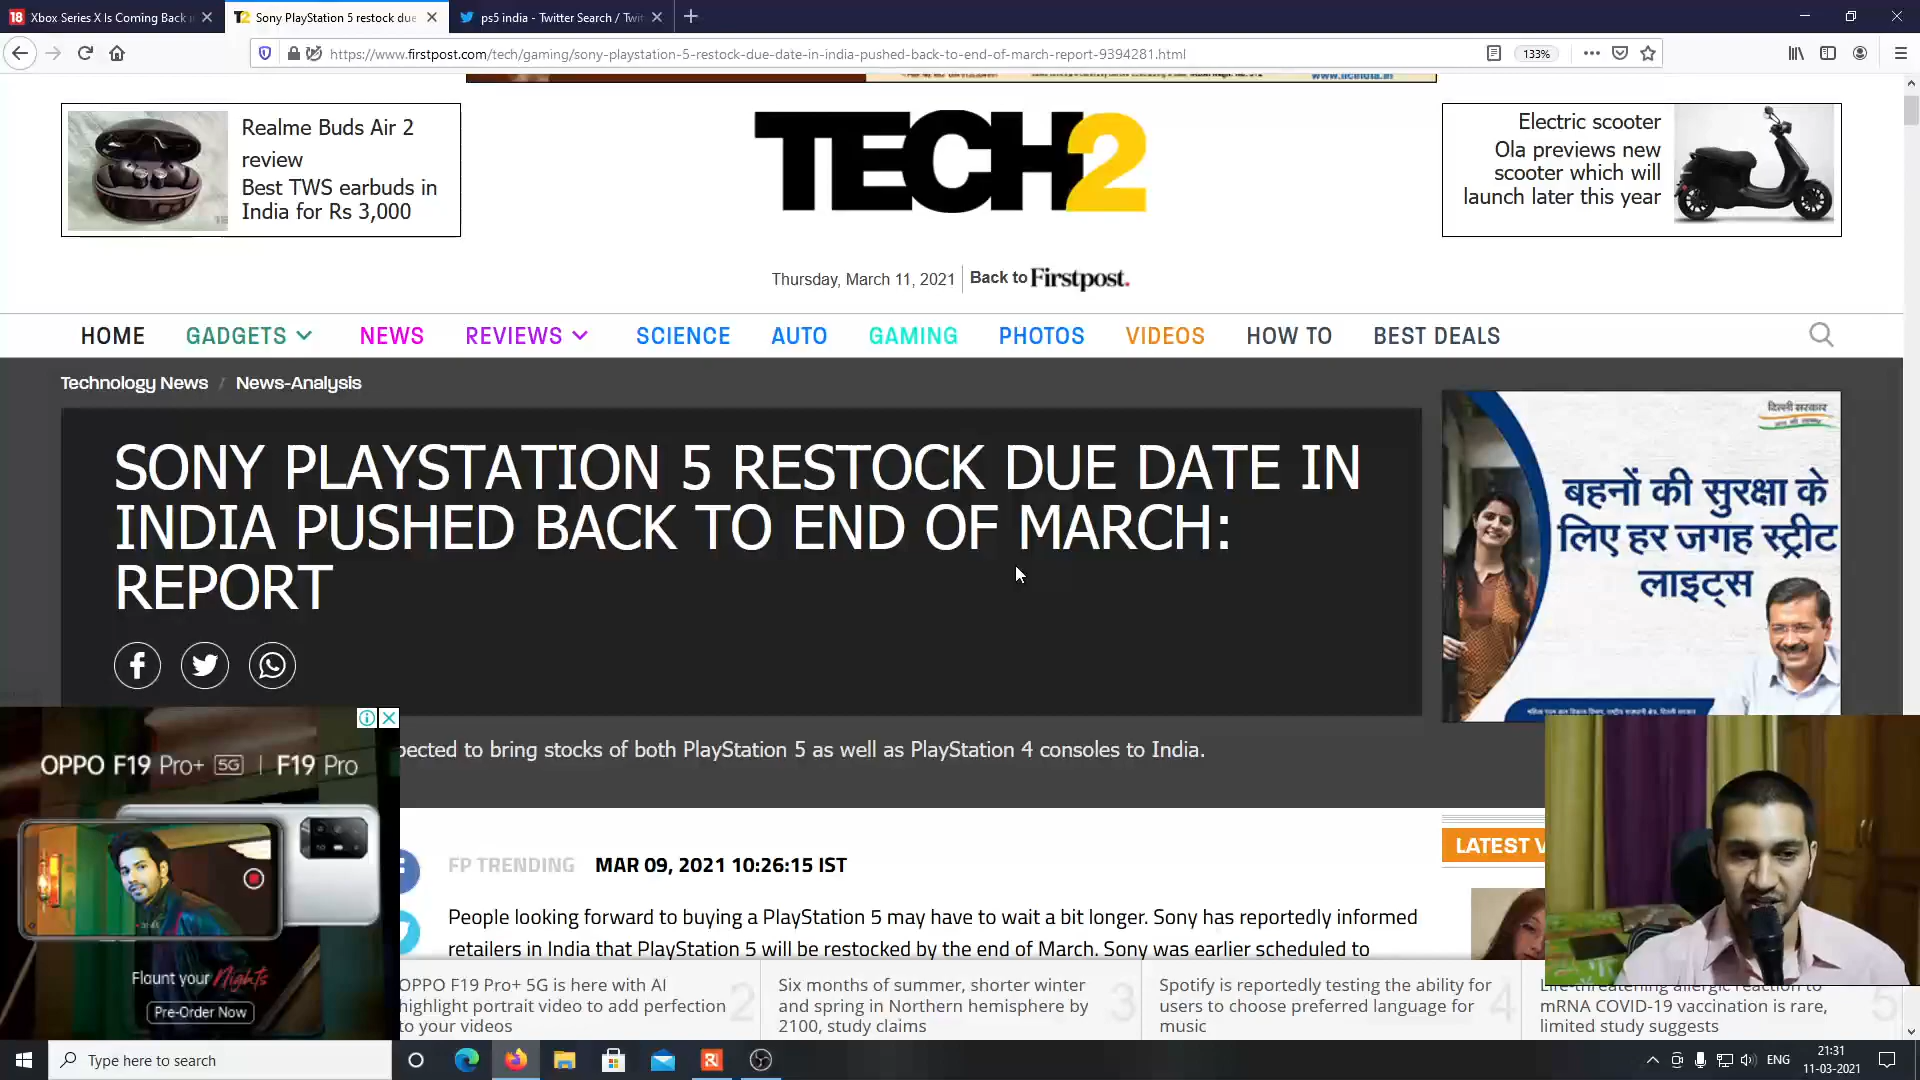 Xbox Series X Is Coming Back i
Sony PlayStation 5 restock due
ps5 india - Twitter Search / Twit
https://www.firstpost.com/tech/gaming/sony-playstation-5-restock-due-date-in-india-pushed-back-to-end-of-march-report-9394281.html
133%
www.licindia.in
Realme Buds Air 2
review
Best TWS earbuds in
India for Rs 3,000
TECH2
Electric scooter
Ola previews new
scooter which will
launch later this year
Thursday, March 11, 2021
Back to Firstpost.
HOME GADGETS NEWS REVIEWS SCIENCE AUTO GAMING PHOTOS VIDEOS HOW TO BEST DEALS
Technology News / News-Analysis
SONY PLAYSTATION 5 RESTOCK DUE DATE IN
INDIA PUSHED BACK TO END OF MARCH:
REPORT
दिल्ली सरकार
बहनों की सुरक्षा के
लिए हर जगह स्ट्रीट
लाइट्स
pected to bring stocks of both PlayStation 5 as well as PlayStation 4 consoles to India.
OPPO F19 Pro+ 5G | F19 Pro
Flaunt your Nights
Pre-Order Now
FP TRENDING MAR 09, 2021 10:26:15 IST
LATEST V
People looking forward to buying a PlayStation 5 may have to wait a bit longer. Sony has reportedly informed
retailers in India that PlayStation 5 will be restocked by the end of March. Sony was earlier scheduled to
OPPO F19 Pro+ 5G is here with AI
highlight portrait video to add perfection
to your videos
2
Six months of summer, shorter winter
and spring in Northern hemisphere by
2100, study claims
3
Spotify is reportedly testing the ability for
users to choose preferred language for
music
4
Life-threatening allergic reaction to
mRNA COVID-19 vaccination is rare,
limited study suggests
5
Type here to search
ENG
21:31
11-03-2021